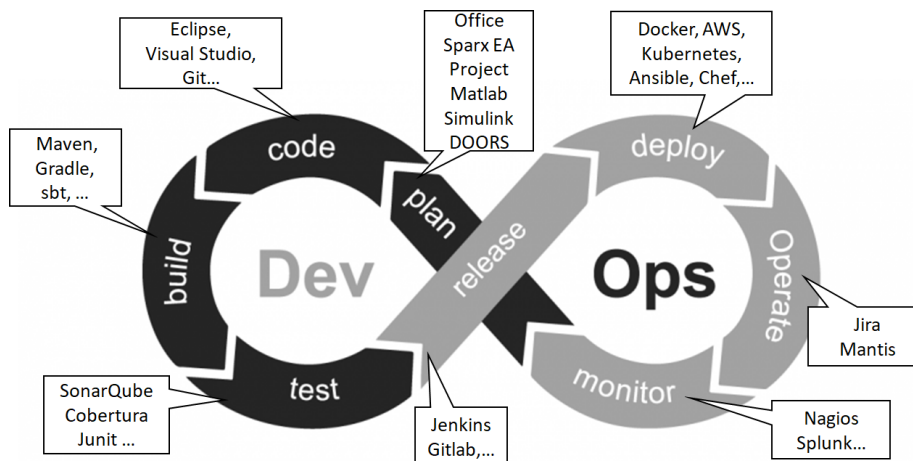 Eclipse,
Visual Studio,
Git...
Office
Sparx EA
Project
Matlab
Simulink
DOORS
Docker, AWS,
Kubernetes,
Ansible, Chef,...
Maven,
Gradle,
sbt, ...
code
plan
build
test
Dev
release
deploy
Operate
monitor
Ops
Jira
Mantis
SonarQube
Cobertura
Junit ...
Jenkins
Gitlab,...
Nagios
Splunk...